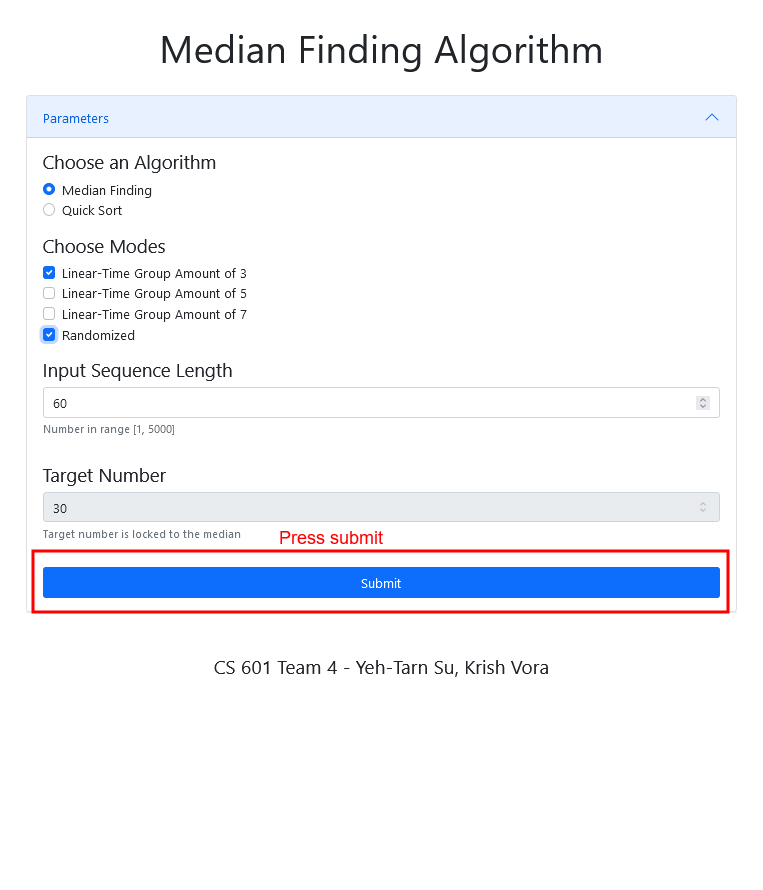 Median Finding Algorithm
Parameters
Choose an Algorithm
Median Finding
Quick Sort
Choose Modes
Linear-Time Group Amount of 3
Linear-Time Group Amount of 5
Linear-Time Group Amount of 7
Randomized
Input Sequence Length
60
Number in range [1, 5000]
Target Number
30
Target number is locked to the median
Press submit
Submit
CS 601 Team 4 - Yeh-Tarn Su, Krish Vora